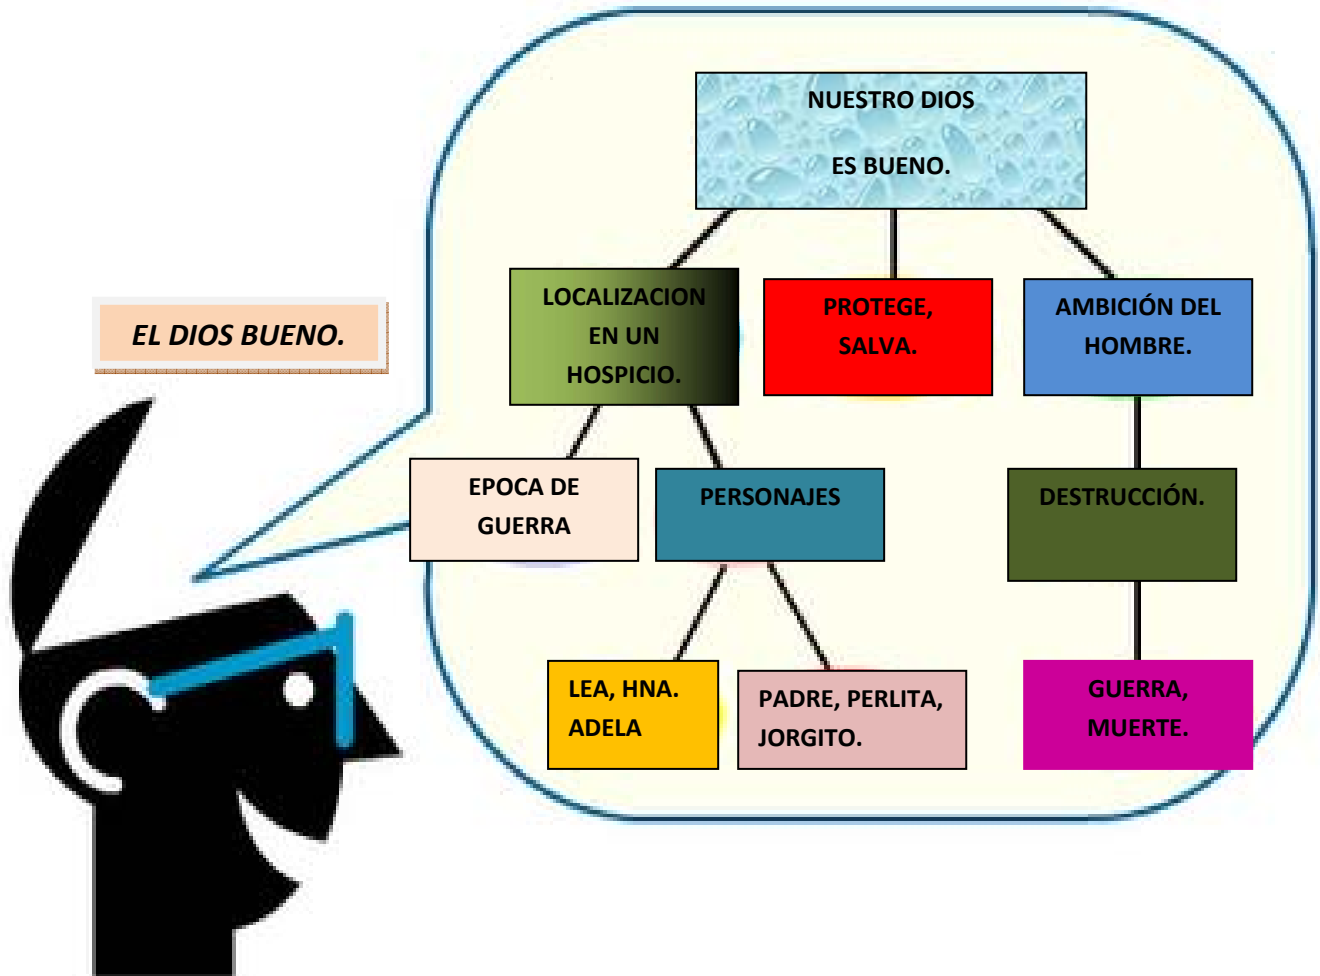 NUESTRO DIOS
ES BUENO.
EL DIOS BUENO.
LOCALIZACION
EN UN
HOSPICIO.
PROTEGE,
SALVA.
AMBICIÓN DEL
HOMBRE.
EPOCA DE
GUERRA
PERSONAJES
DESTRUCCIÓN.
LEA, HNA.
ADELA
PADRE, PERLITA,
JORGITO.
GUERRA,
MUERTE.